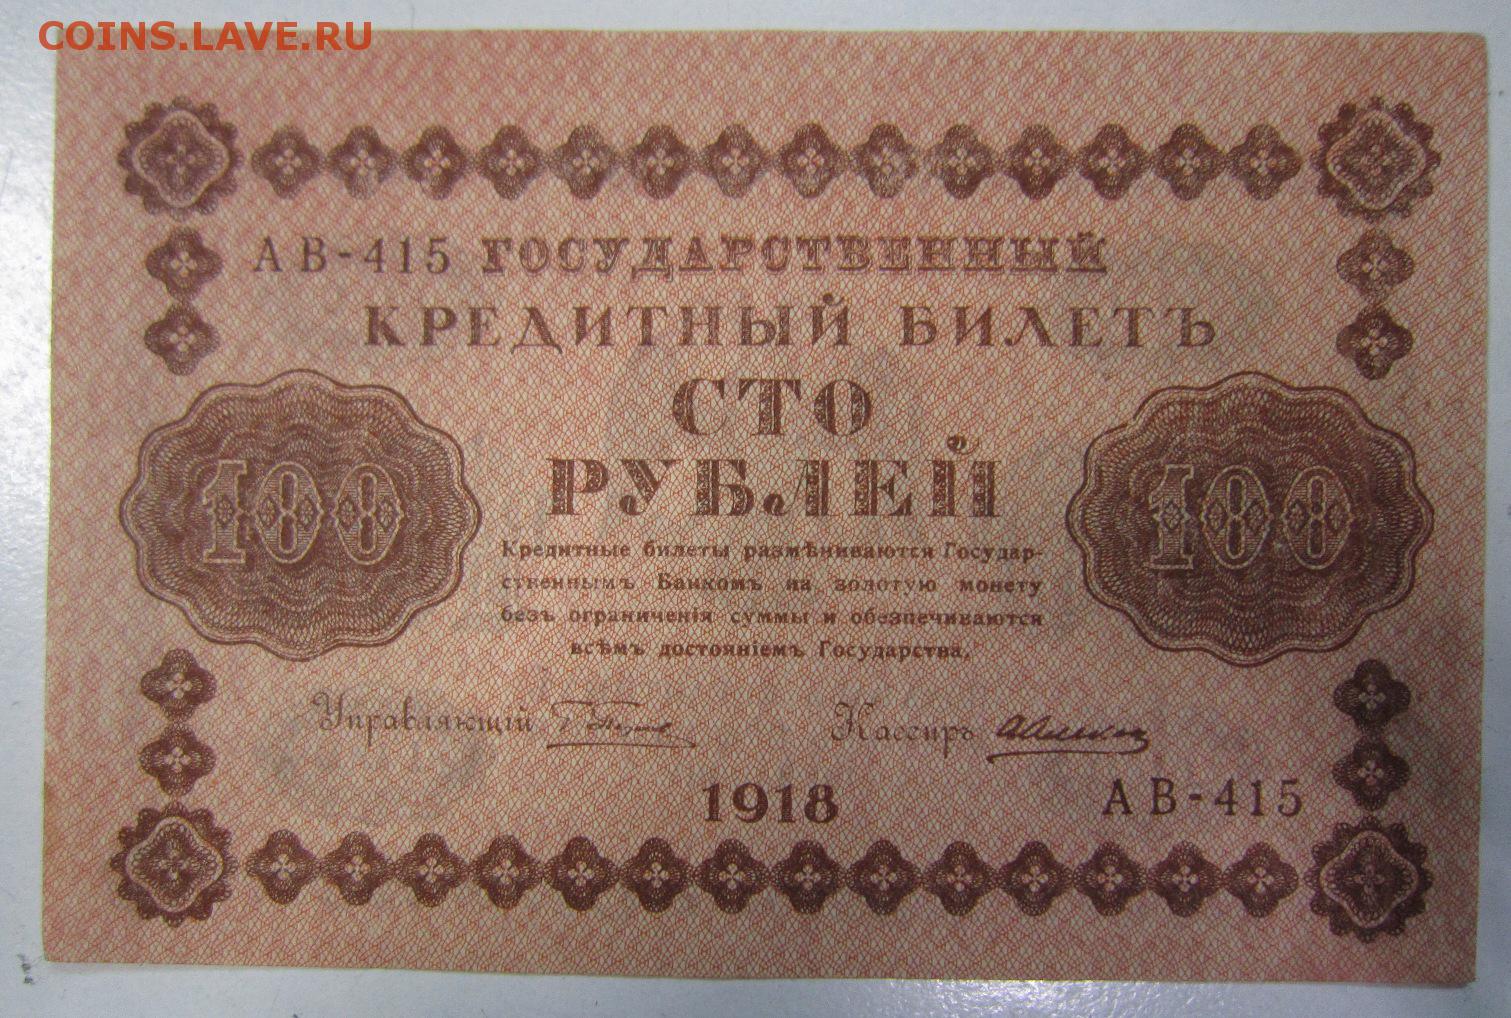 COINS.LAVE.RU
АВ-415 ГОСУДАРСТВЕННЫЙ
КРЕДИТНЫЙ БИЛЕТЪ
СТО
РУБЛЕЙ
100
100
Кредитные билеты размѣниваются Государ-
ственнымъ Банкомъ на золотую монету
безъ ограниченія суммы и обезпечиваются
всѣмъ достояніемъ Государства.
Управляющій
Кассиръ
1918
АВ-415